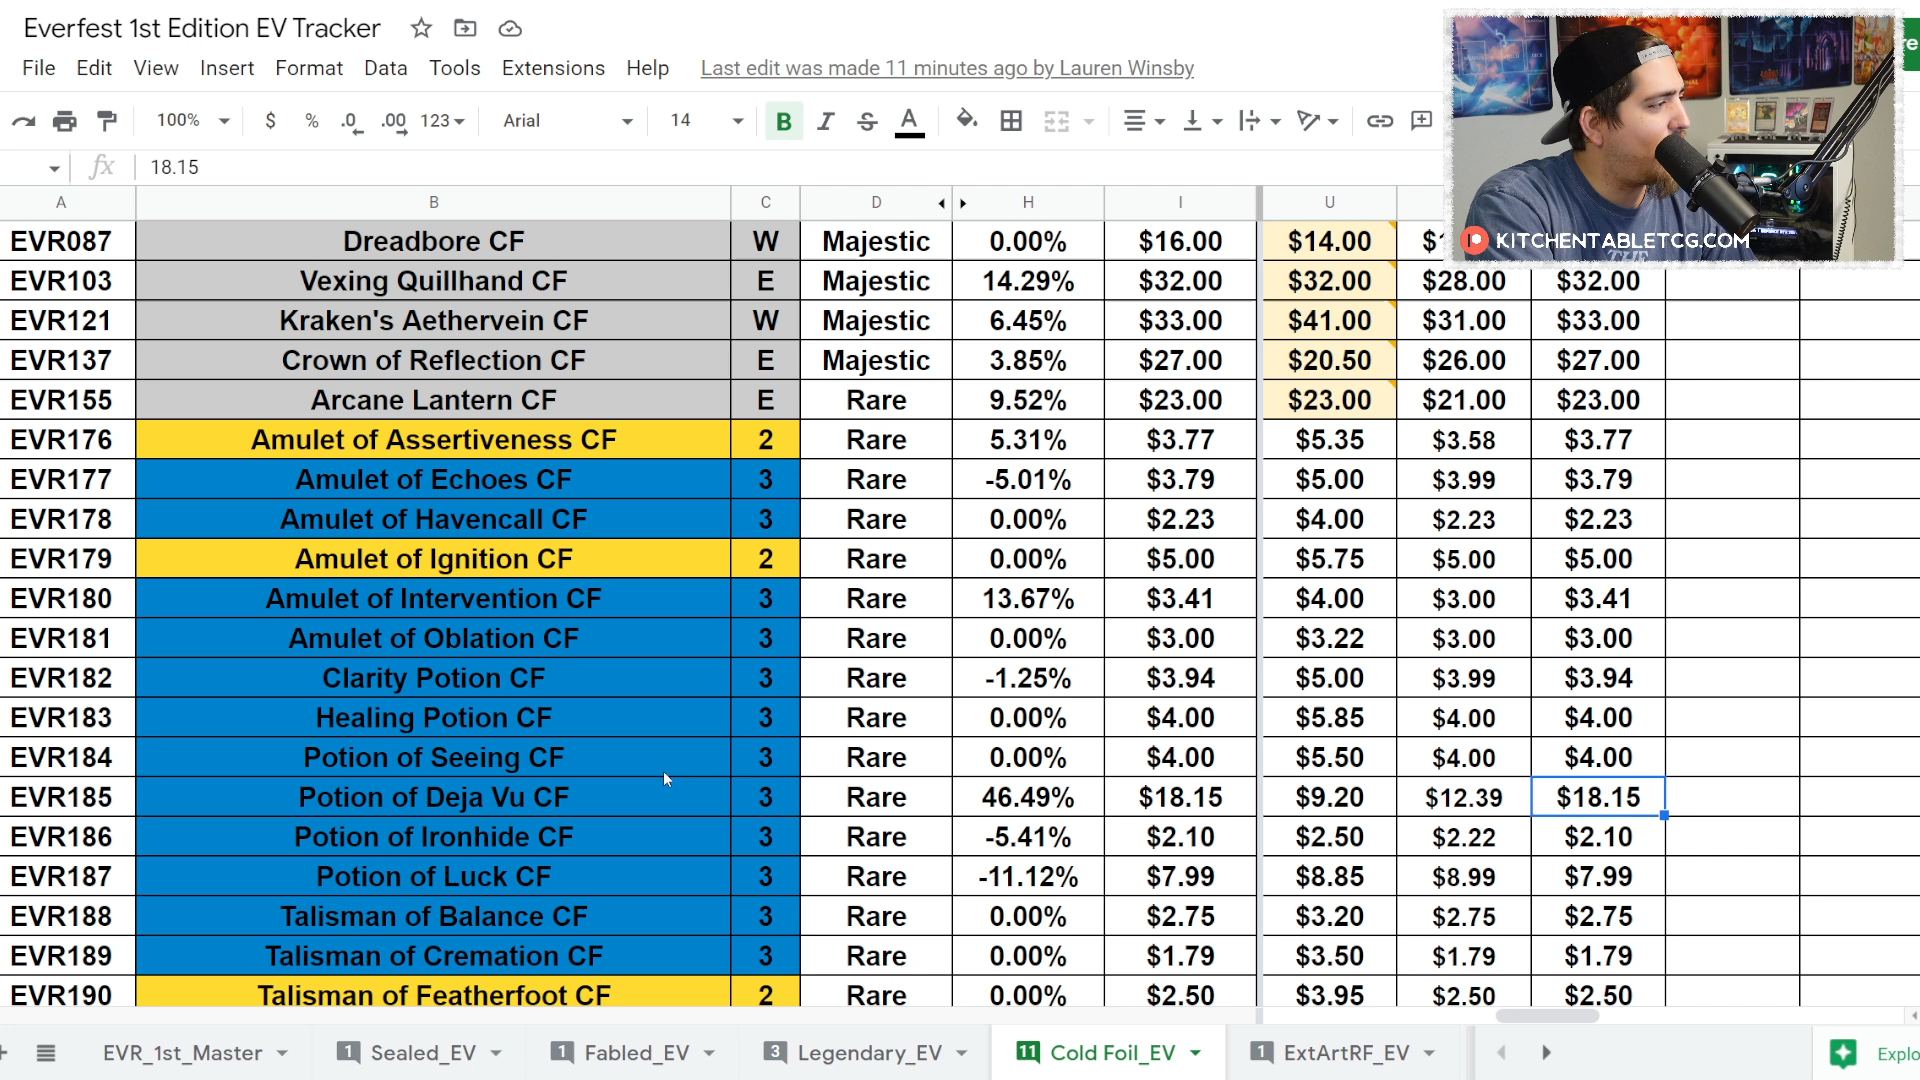 Everfest 1st Edition EV Tracker
File Edit View Insert Format Data Tools Extensions Help Last edit was made 11 minutes ago by Lauren Winsby
100% $ % .0 .00 123 Arial 14 B I S A
fx 18.15
A B C D H I U
EVR087 Dreadbore CF W Majestic 0.00% $16.00 $14.00
KITCHENTABLETCG.COM
EVR103 Vexing Quillhand CF E Majestic 14.29% $32.00 $32.00 $28.00 $32.00
EVR121 Kraken's Aethervein CF W Majestic 6.45% $33.00 $41.00 $31.00 $33.00
EVR137 Crown of Reflection CF E Majestic 3.85% $27.00 $20.50 $26.00 $27.00
EVR155 Arcane Lantern CF E Rare 9.52% $23.00 $23.00 $21.00 $23.00
EVR176 Amulet of Assertiveness CF 2 Rare 5.31% $3.77 $5.35 $3.58 $3.77
EVR177 Amulet of Echoes CF 3 Rare -5.01% $3.79 $5.00 $3.99 $3.79
EVR178 Amulet of Havencall CF 3 Rare 0.00% $2.23 $4.00 $2.23 $2.23
EVR179 Amulet of Ignition CF 2 Rare 0.00% $5.00 $5.75 $5.00 $5.00
EVR180 Amulet of Intervention CF 3 Rare 13.67% $3.41 $4.00 $3.00 $3.41
EVR181 Amulet of Oblation CF 3 Rare 0.00% $3.00 $3.22 $3.00 $3.00
EVR182 Clarity Potion CF 3 Rare -1.25% $3.94 $5.00 $3.99 $3.94
EVR183 Healing Potion CF 3 Rare 0.00% $4.00 $5.85 $4.00 $4.00
EVR184 Potion of Seeing CF 3 Rare 0.00% $4.00 $5.50 $4.00 $4.00
EVR185 Potion of Deja Vu CF 3 Rare 46.49% $18.15 $9.20 $12.39 $18.15
EVR186 Potion of Ironhide CF 3 Rare -5.41% $2.10 $2.50 $2.22 $2.10
EVR187 Potion of Luck CF 3 Rare -11.12% $7.99 $8.85 $8.99 $7.99
EVR188 Talisman of Balance CF 3 Rare 0.00% $2.75 $3.20 $2.75 $2.75
EVR189 Talisman of Cremation CF 3 Rare 0.00% $1.79 $3.50 $1.79 $1.79
EVR190 Talisman of Featherfoot CF 2 Rare 0.00% $2.50 $3.95 $2.50 $2.50
EVR_1st_Master 1 Sealed_EV 1 Fabled_EV 3 Legendary_EV 11 Cold Foil_EV 1 ExtArtRF_EV Explo